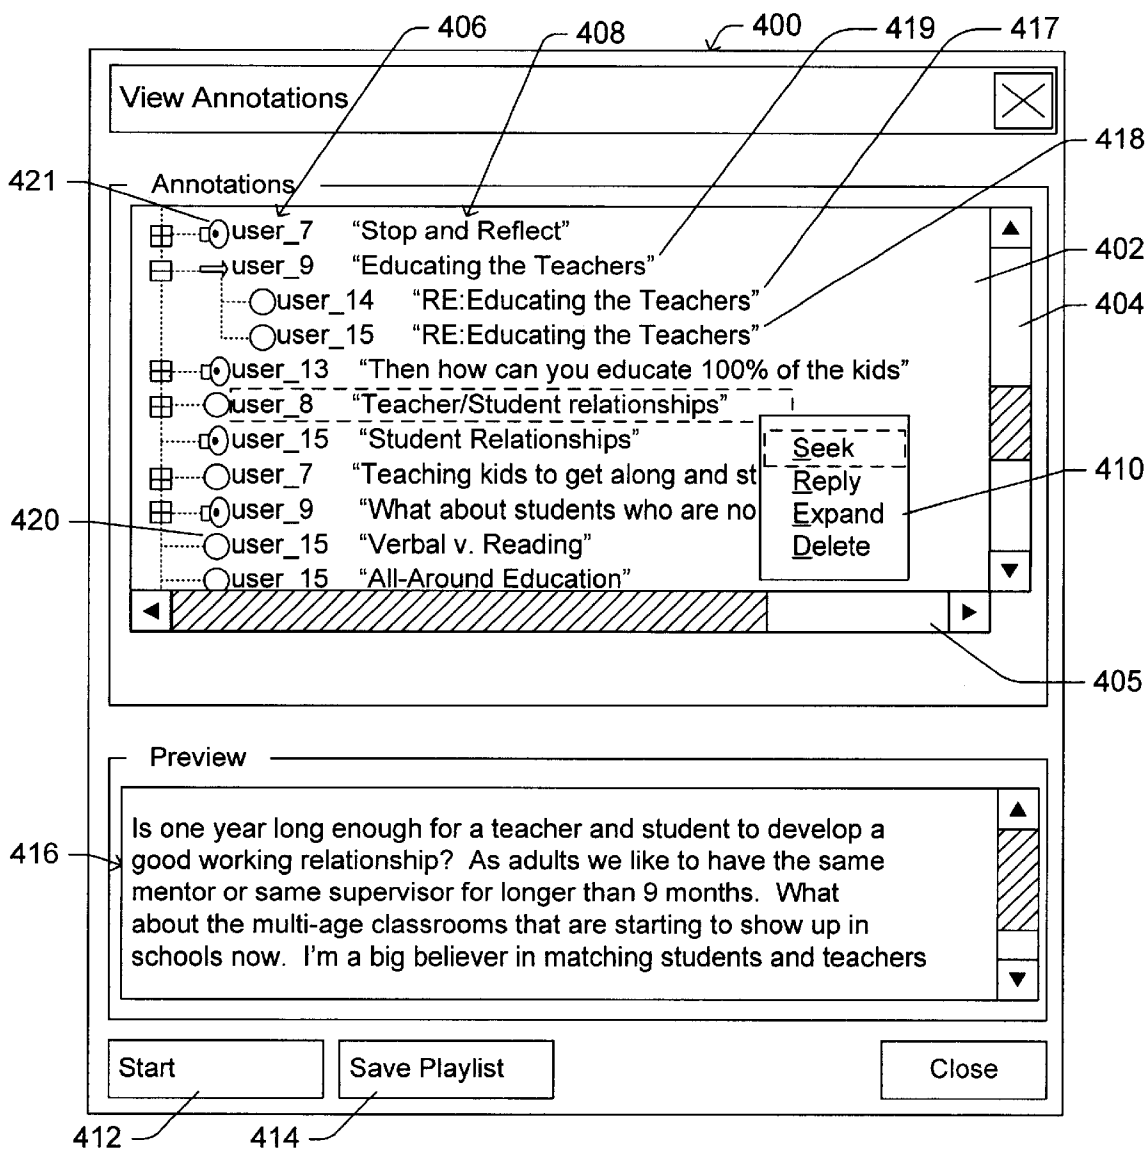 406 408 400 419 417
View Annotations
418
421
Annotations
user_7 “Stop and Reflect”
user_9 “Educating the Teachers”
402
user_14 “RE:Educating the Teachers”
404
user_15 “RE:Educating the Teachers”
user_13 “Then how can you educate 100% of the kids”
user_8 “Teacher/Student relationships”
user_15 “Student Relationships”
Seek
user_7 “Teaching kids to get along and st
Reply
410
user_9 “What about students who are no
Expand
420
user_15 “Verbal v. Reading”
Delete
user_15 “All-Around Education”
405
Preview
Is one year long enough for a teacher and student to develop a
416
good working relationship? As adults we like to have the same
mentor or same supervisor for longer than 9 months. What
about the multi-age classrooms that are starting to show up in
schools now. I’m a big believer in matching students and teachers
Start Save Playlist Close
412 414